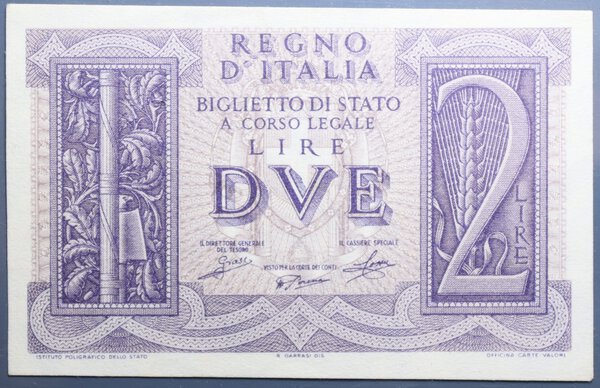 REGNO
D'ITALIA
BIGLIETTO DI STATO
A CORSO LEGALE
LIRE
DVE
IL DIRETTORE GENERALE
DEL TESORO
IL CASSIERE SPECIALE
Grassi
VISTO PER LA CORTE DEI CONTI
2
LIRE
ISTITUTO POLIGRAFICO DELLO STATO
R. GARRASI DIS.
OFFICINA CARTE VALORI